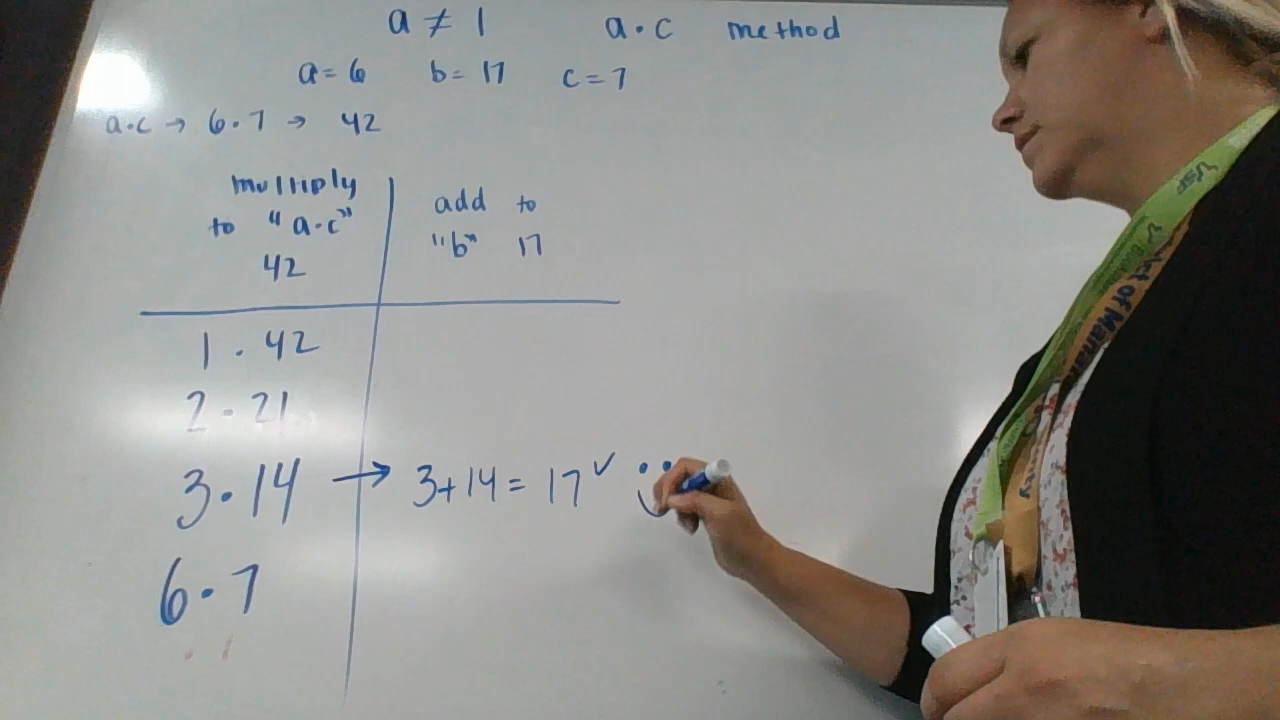 a ≠ 1 a · c method
a = 6 b = 17 c = 7
a·c → 6·7 → 42
multiply
to "a·c"
42
add to
"b" 17
1 · 42
2 · 21
3 · 14 → 3+14 = 17 ✓
6 · 7
VSP